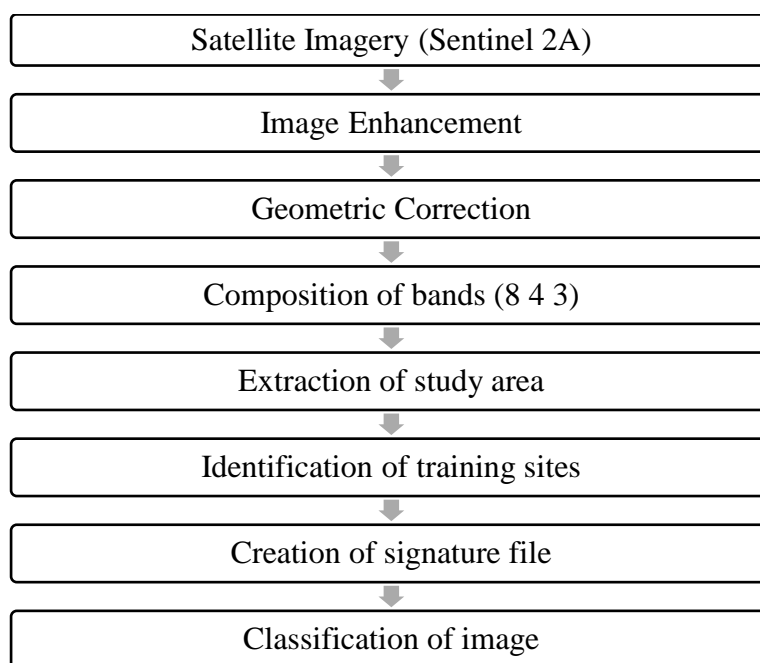 Satellite Imagery (Sentinel 2A)
Image Enhancement
Geometric Correction
Composition of bands (8 4 3)
Extraction of study area
Identification of training sites
Creation of signature file
Classification of image